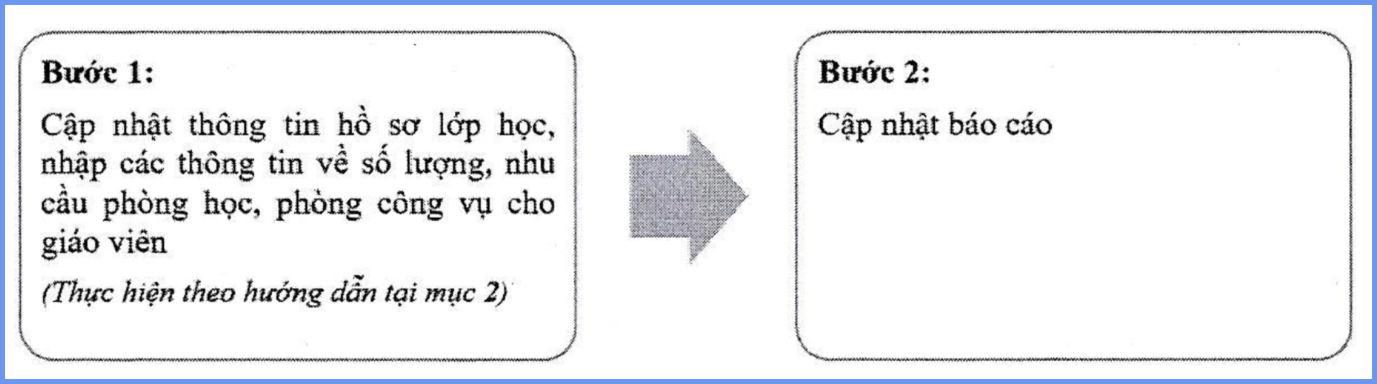 Bước 1:
Cập nhật thông tin hồ sơ lớp học,
nhập các thông tin về số lượng, nhu
cầu phòng học, phòng công vụ cho
giáo viên
(Thực hiện theo hướng dẫn tại mục 2)
Bước 2:
Cập nhật báo cáo